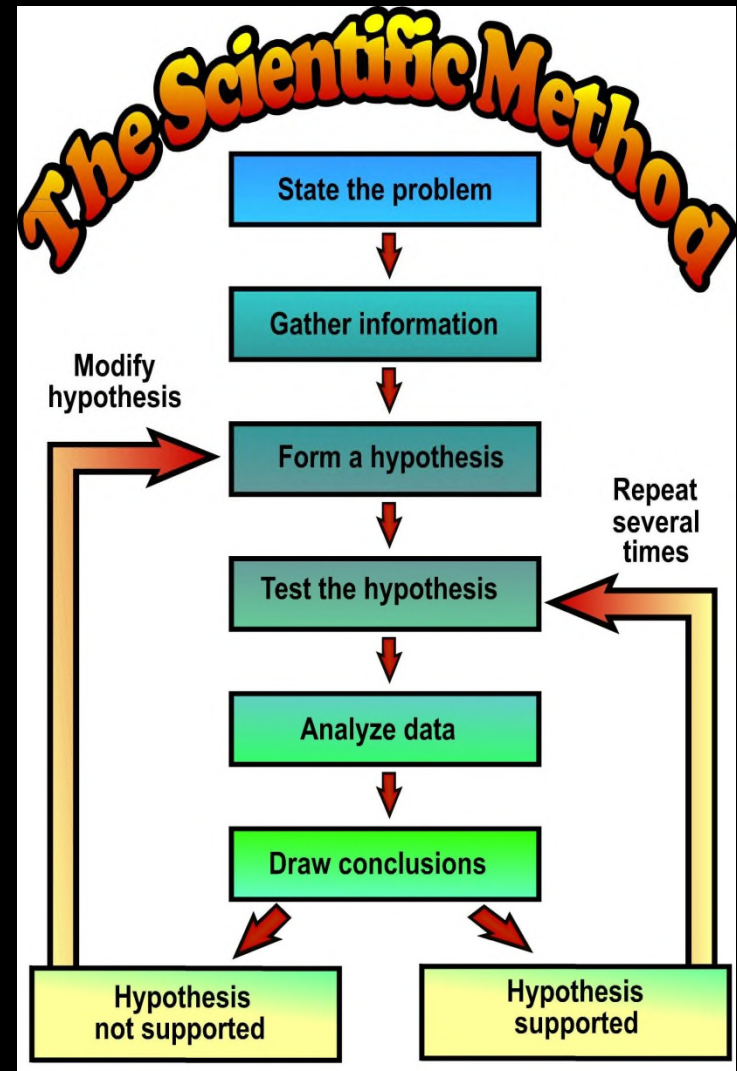 The Scientific Method
State the problem
Gather information
Modify
hypothesis
Form a hypothesis
Repeat
several
times
Test the hypothesis
Analyze data
Draw conclusions
Hypothesis
not supported
Hypothesis
supported